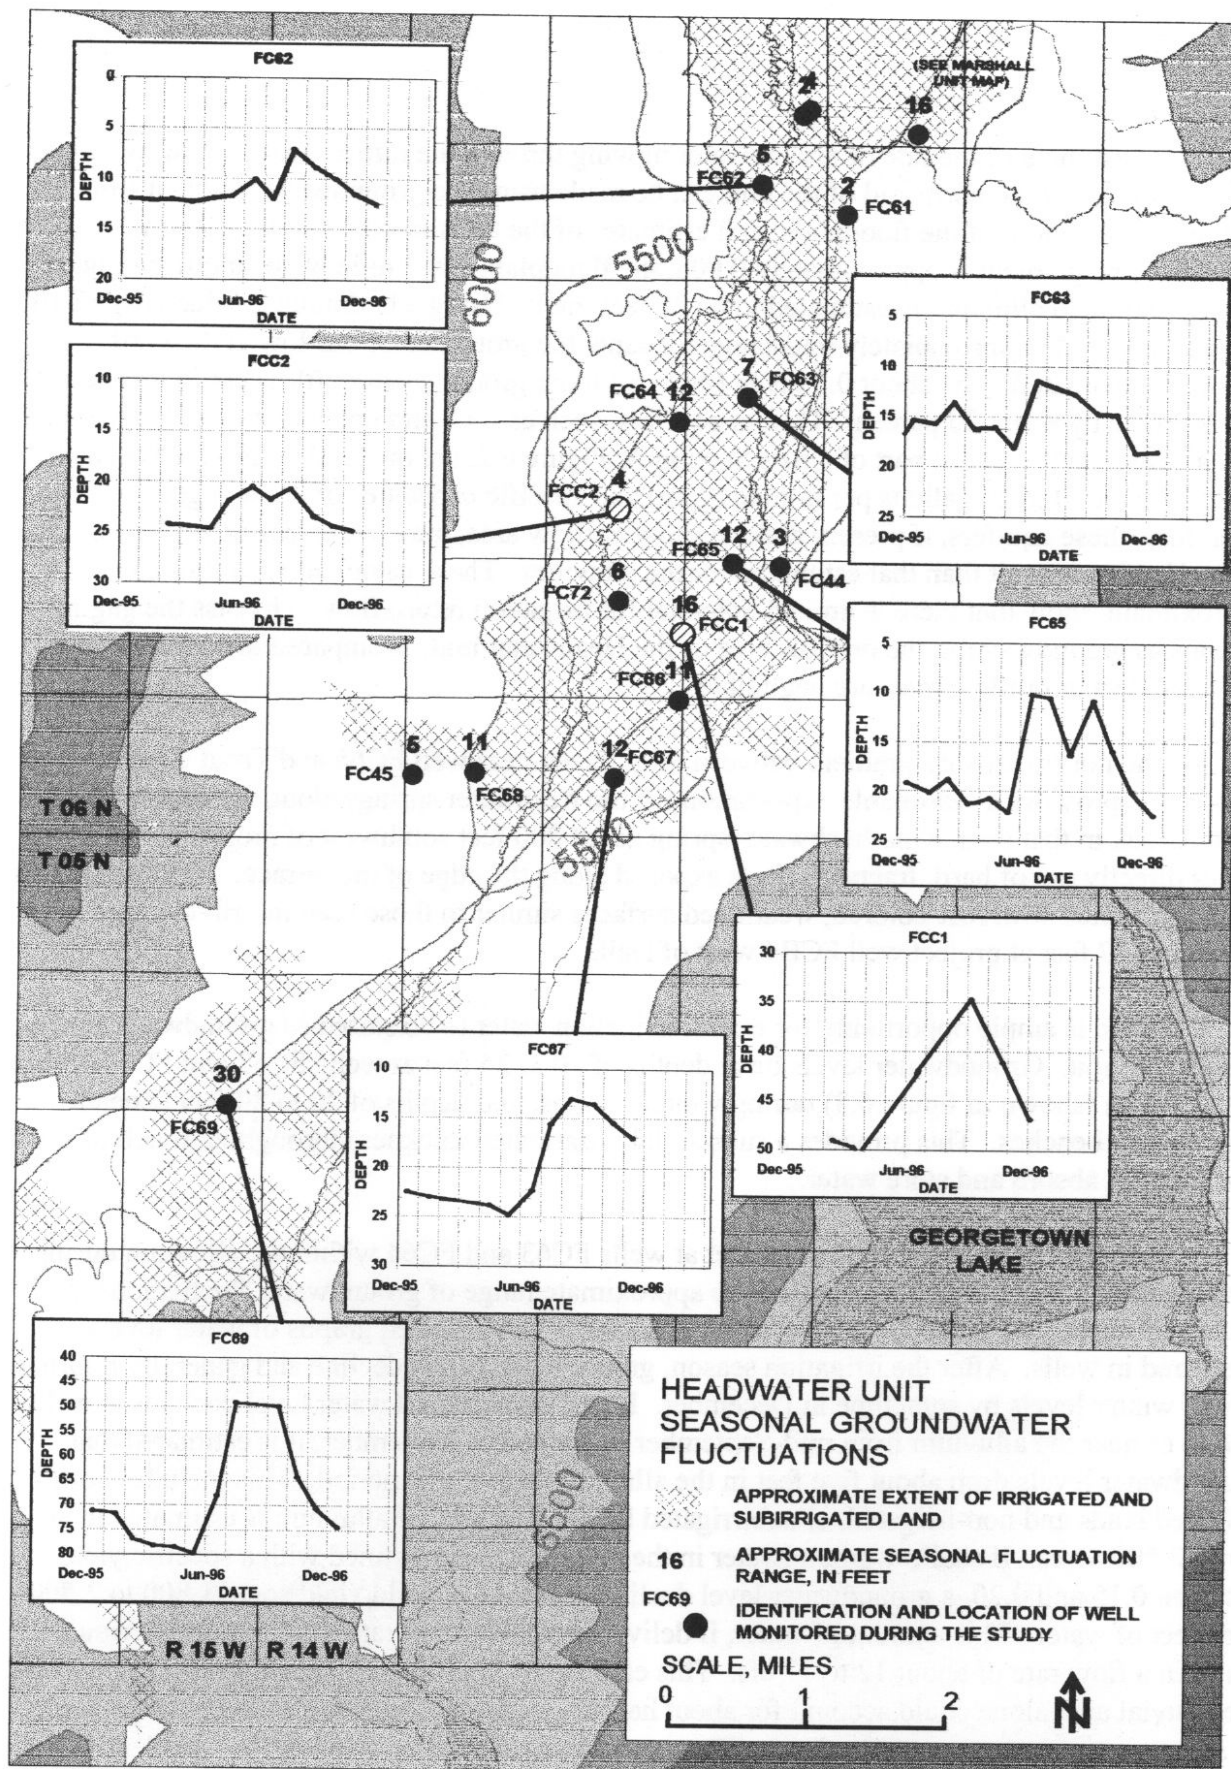 FC62
0
5
10
15
20
DEPTH
Dec-95 Jun-96 Dec-96
DATE
FCC2
10
15
20
25
30
DEPTH
Dec-95 Jun-96 Dec-96
DATE
6000
5500
(SEE MARSHALL
UNIT MAP)
2
4
16
5
FC62
2
FC61
FC63
5
10
15
20
25
DEPTH
Dec-95 Jun-96 Dec-96
DATE
7
FC63
FC64
12
4
FCC2
12
FC65
3
FC44
6
FC72
16
FCC1
11
FC66
FC65
5
10
15
20
25
DEPTH
Dec-95 Jun-96 Dec-96
DATE
5
FC45
11
FC68
12
FC67
5500
T 06 N
T 05 N
FCC1
30
35
40
45
50
DEPTH
Dec-95 Jun-96 Dec-96
DATE
30
FC69
FC67
10
15
20
25
30
DEPTH
Dec-95 Jun-96 Dec-96
DATE
GEORGETOWN
LAKE
FC69
40
45
50
55
60
65
70
75
80
DEPTH
Dec-95 Jun-96 Dec-96
DATE
5500
R 15 W R 14 W
HEADWATER UNIT
SEASONAL GROUNDWATER
FLUCTUATIONS
APPROXIMATE EXTENT OF IRRIGATED AND
SUBIRRIGATED LAND
16 APPROXIMATE SEASONAL FLUCTUATION
RANGE, IN FEET
FC69 IDENTIFICATION AND LOCATION OF WELL
MONITORED DURING THE STUDY
SCALE, MILES
0 1 2
N